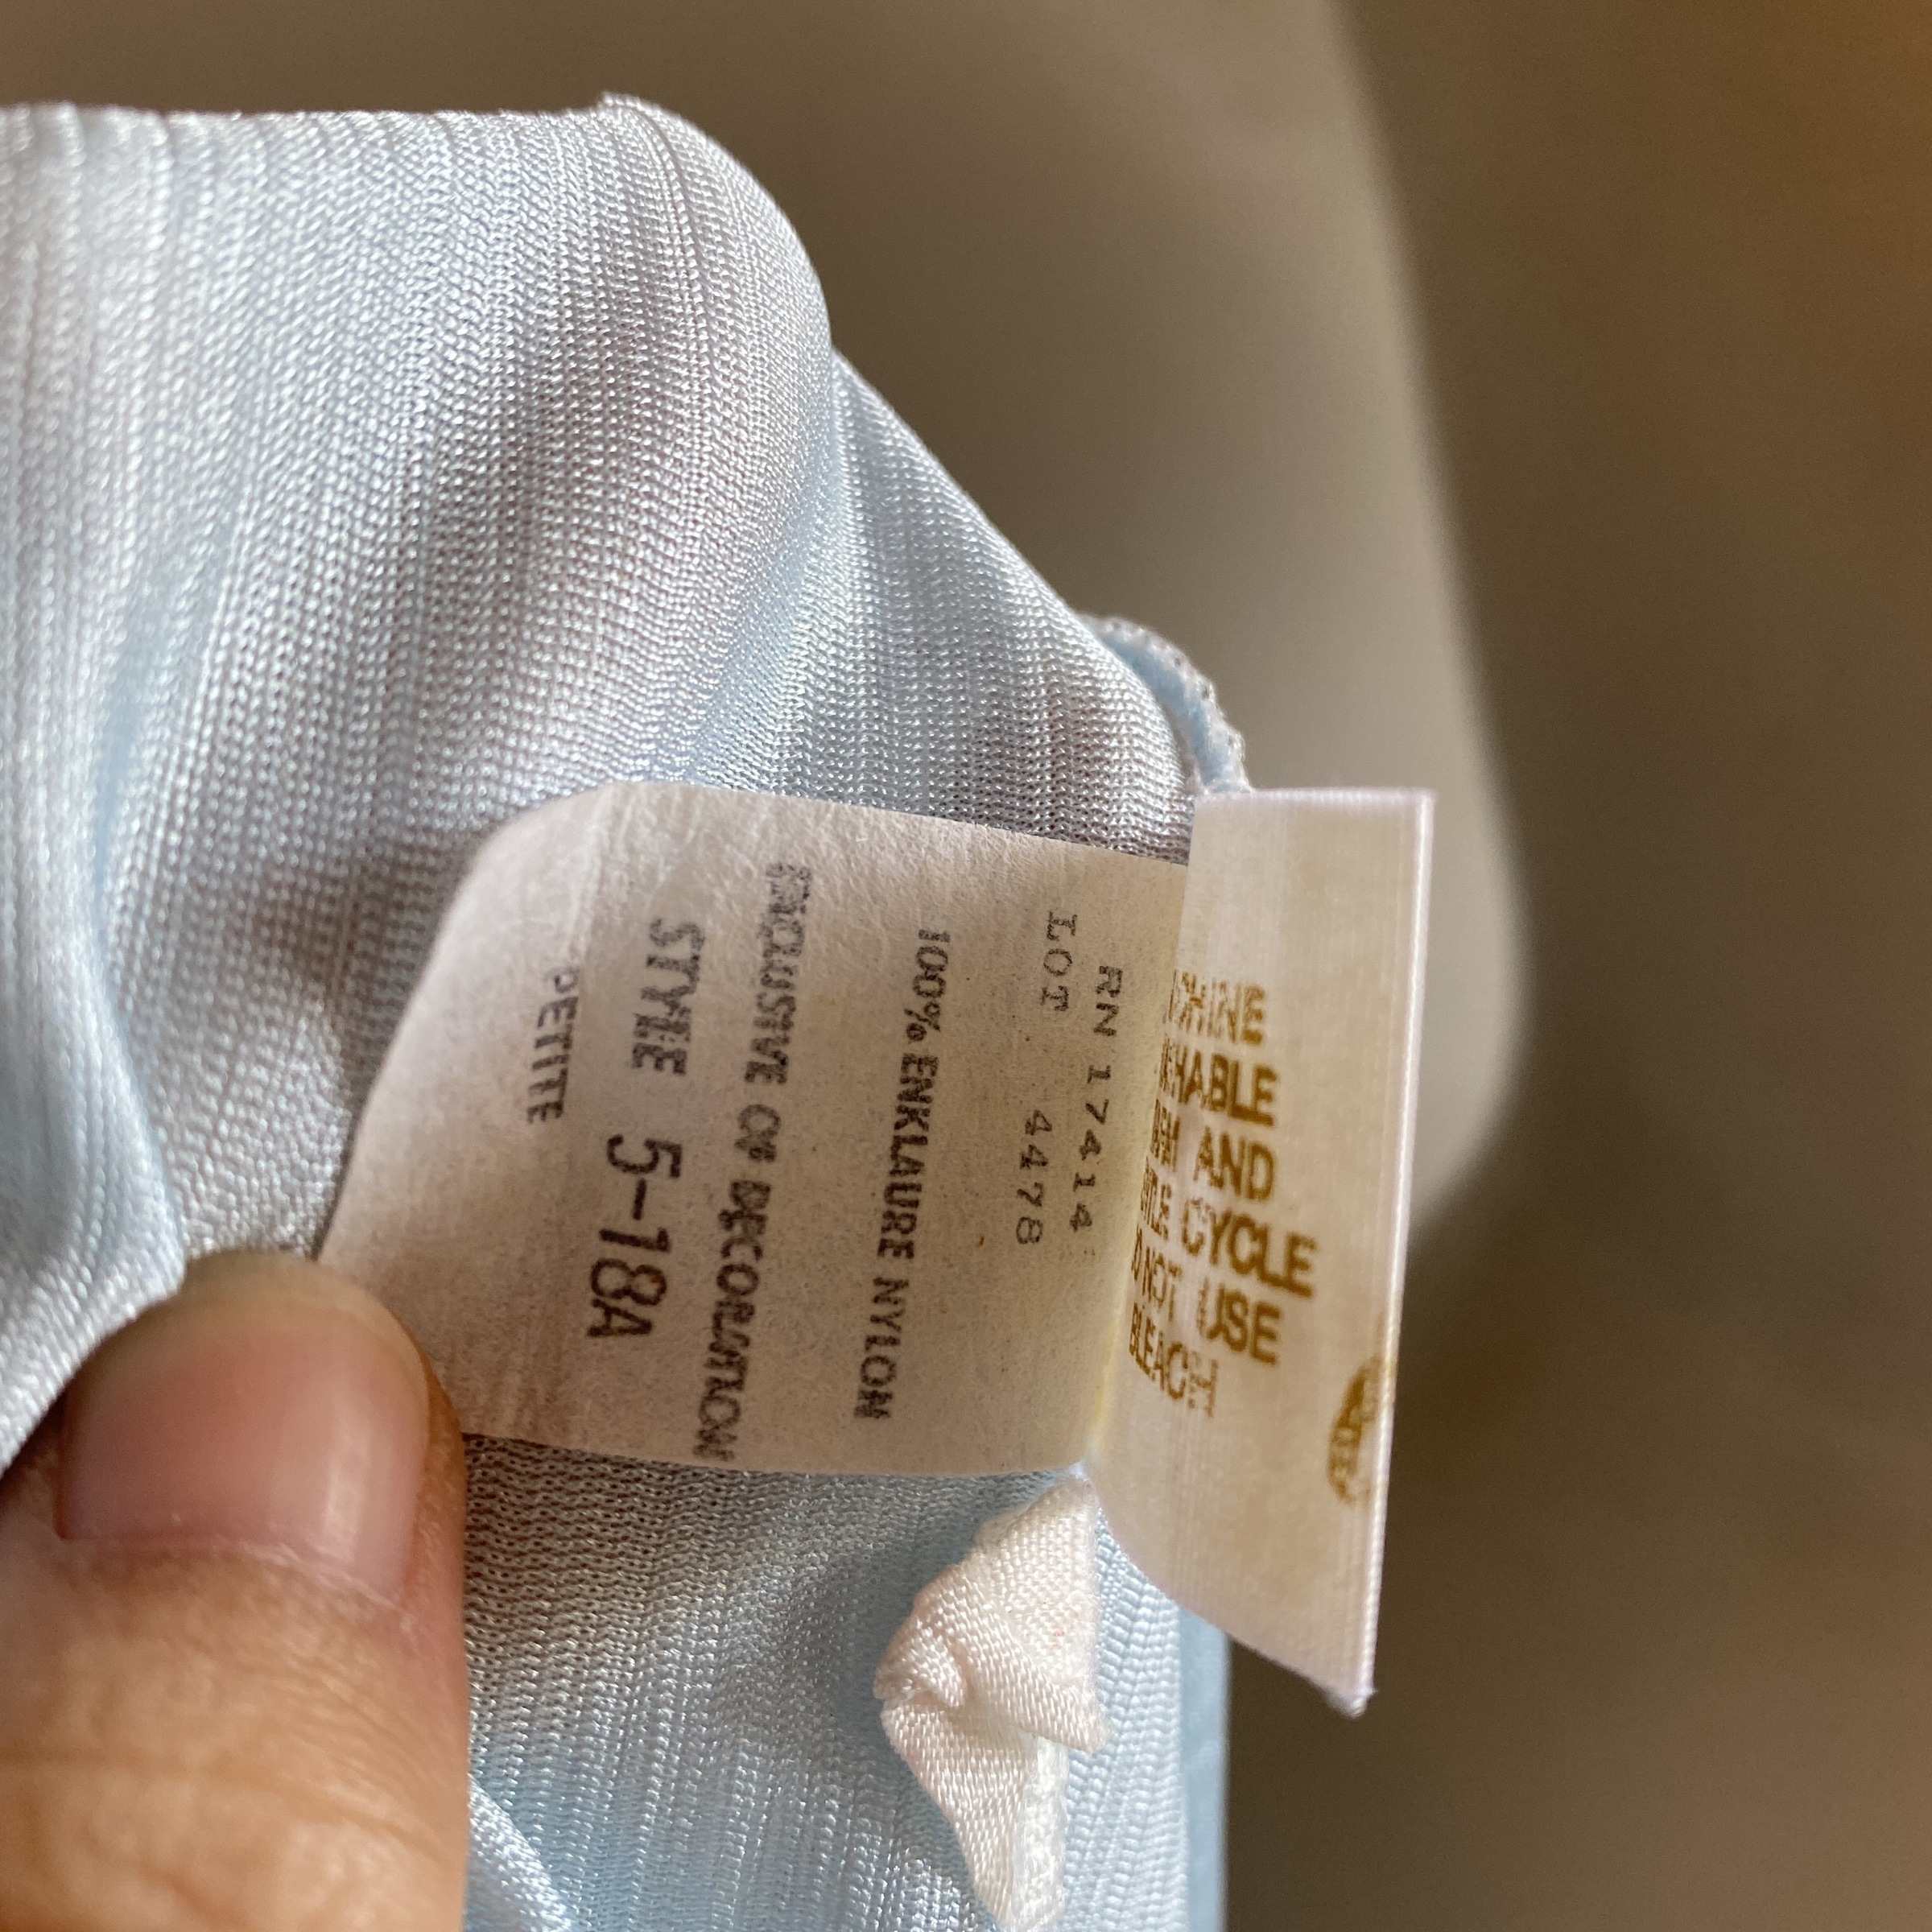 RN 17414
LOT 4478
100% ENKLAURE NYLON
EXCLUSIVE OF DECORATION
STYLE 5-18A
PETITE
AND
CYCLE
DO NOT USE
BLEACH